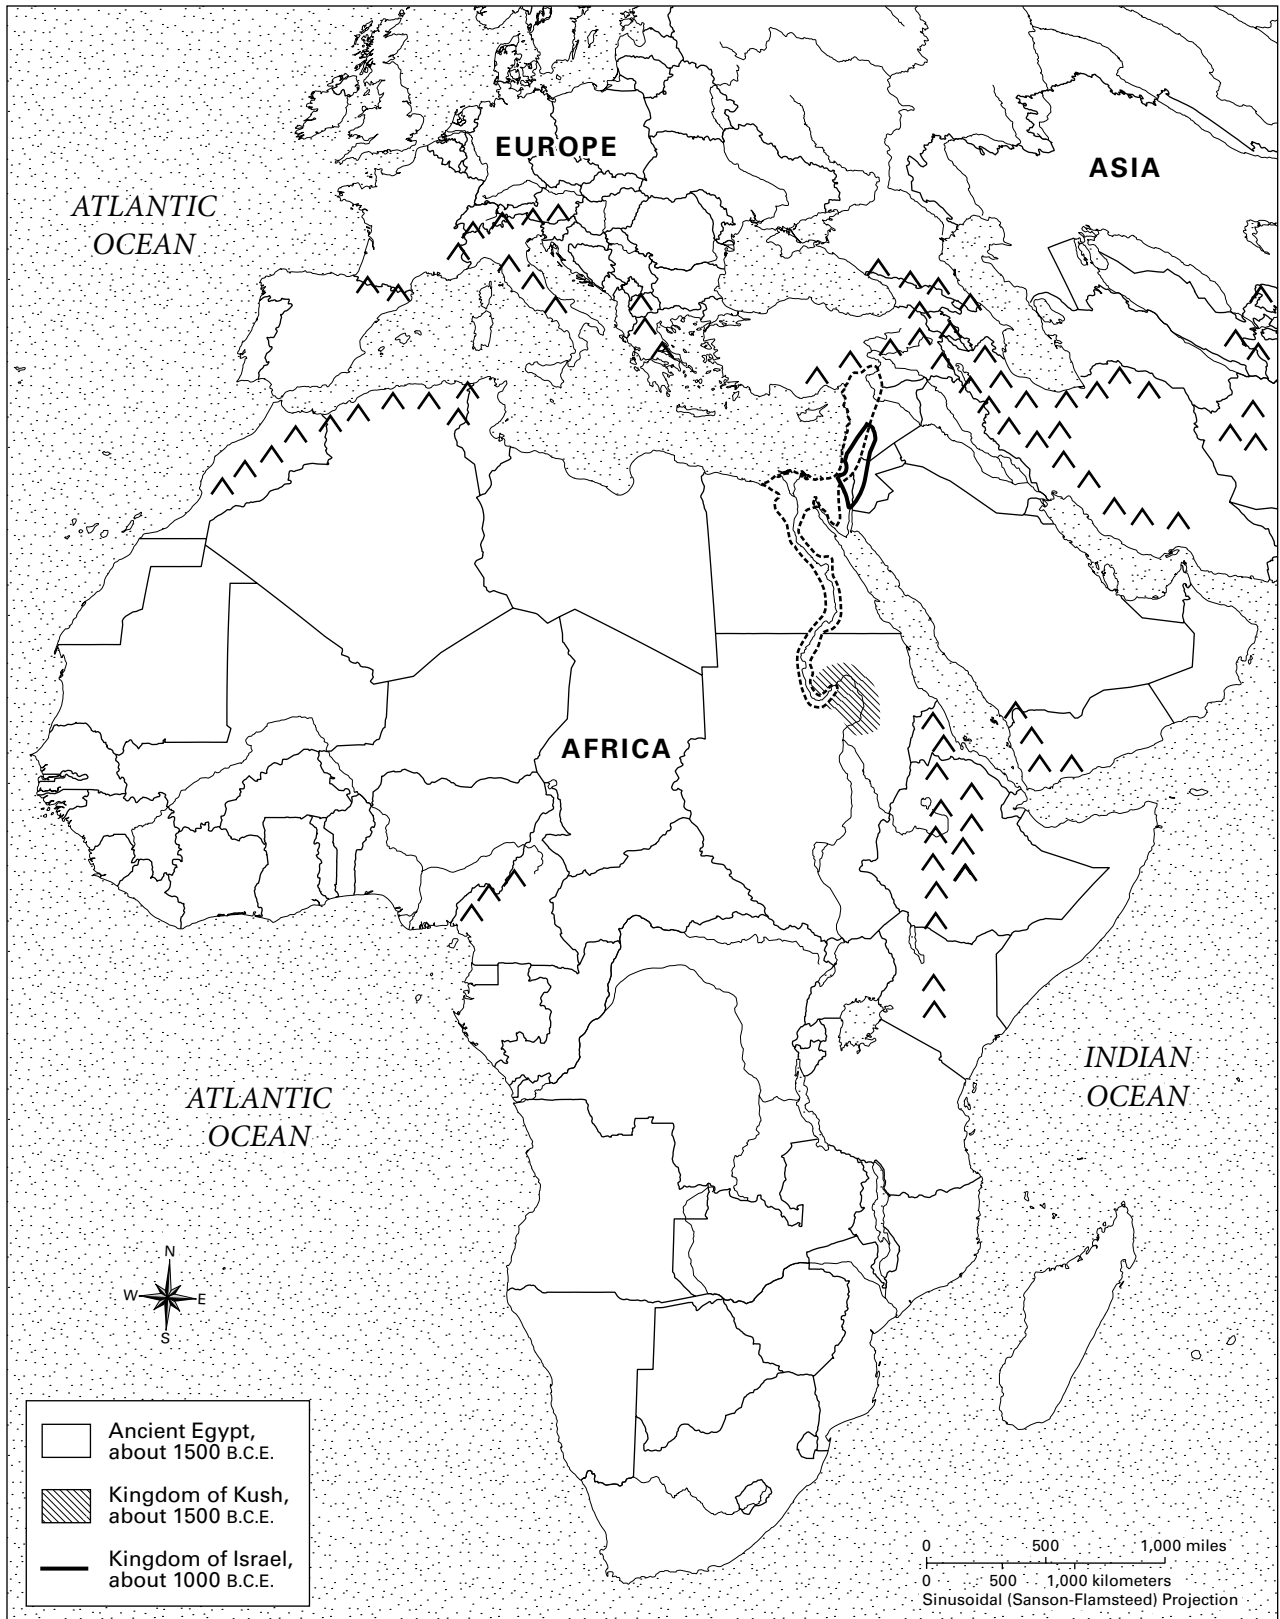 EUROPE
ASIA
ATLANTIC
OCEAN
AFRICA
INDIAN
OCEAN
ATLANTIC
OCEAN
N
W
E
S
Ancient Egypt,
about 1500 B.C.E.
Kingdom of Kush,
about 1500 B.C.E.
Kingdom of Israel,
about 1000 B.C.E.
0 500 1,000 miles
0 500 1,000 kilometers
Sinusoidal (Sanson-Flamsteed) Projection